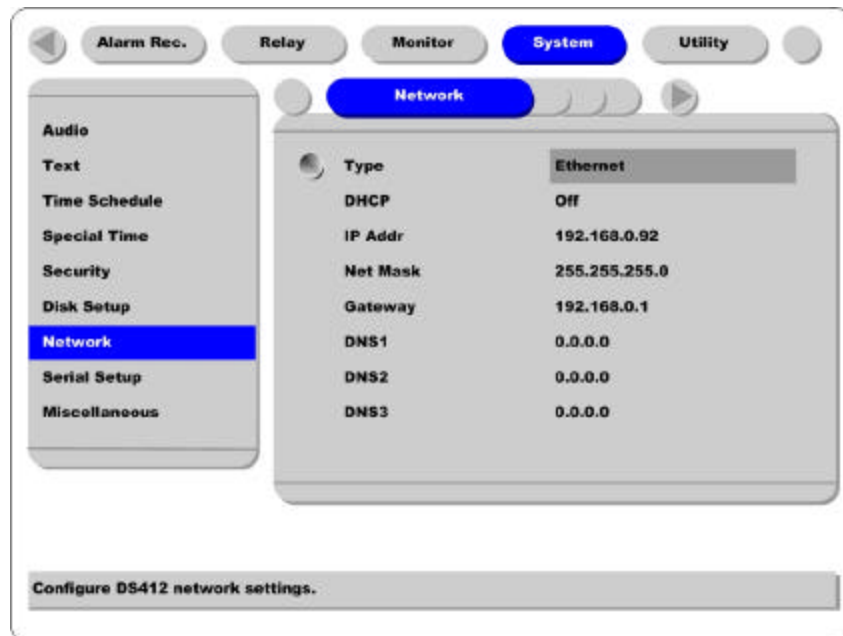 Alarm Rec. Relay Monitor System Utility
Network
Audio
Text
Time Schedule
Special Time
Security
Disk Setup
Network
Serial Setup
Miscellaneous
Type Ethernet
DHCP Off
IP Addr 192.168.0.92
Net Mask 255.255.255.0
Gateway 192.168.0.1
DNS1 0.0.0.0
DNS2 0.0.0.0
DNS3 0.0.0.0
Configure DS412 network settings.